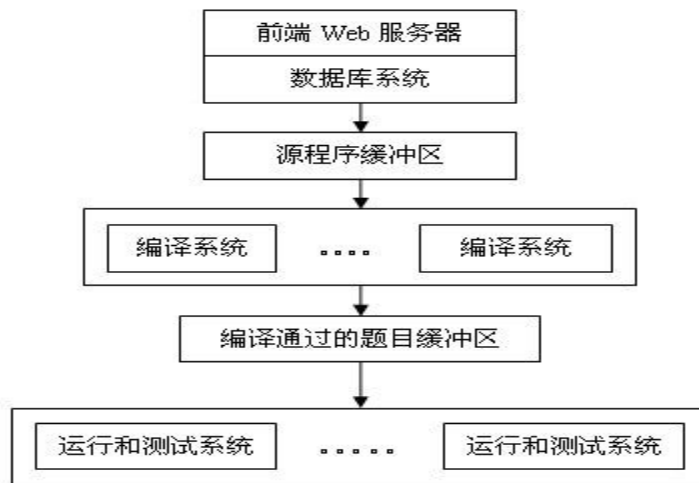 前端 Web 服务器
数据库系统
源程序缓冲区
编译系统 .... 编译系统
编译通过的题目缓冲区
运行和测试系统 ..... 运行和测试系统